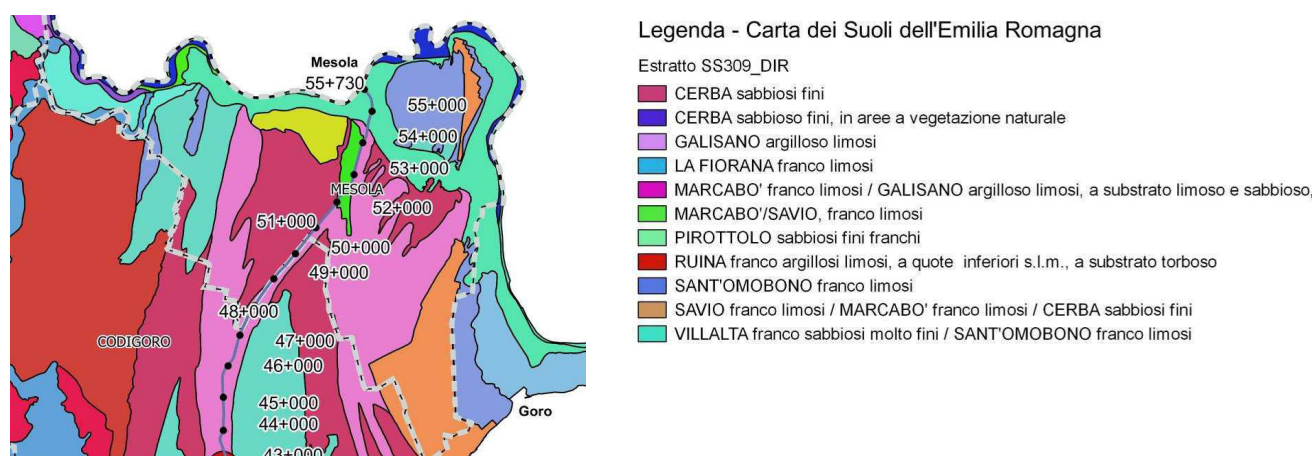 Mesola
55+730
55+000
54+000
53+000
MESOLA
52+000
51+000
50+000
49+000
48+000
CODIGORO
47+000
46+000
45+000
Goro
44+000
43+000
Legenda - Carta dei Suoli dell'Emilia Romagna
Estratto SS309_DIR
CERBA sabbiosi fini
CERBA sabbioso fini, in aree a vegetazione naturale
GALISANO argilloso limosi
LA FIORANA franco limosi
MARCABO' franco limosi / GALISANO argilloso limosi, a substrato limoso e sabbioso,
MARCABO'/SAVIO, franco limosi
PIROTTOLO sabbiosi fini franchi
RUINA franco argillosi limosi, a quote inferiori s.l.m., a substrato torboso
SANT'OMOBONO franco limosi
SAVIO franco limosi / MARCABO' franco limosi / CERBA sabbiosi fini
VILLALTA franco sabbiosi molto fini / SANT'OMOBONO franco limosi